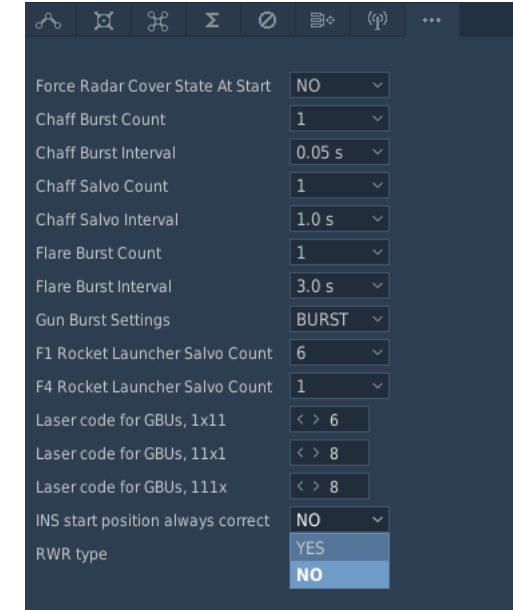 Force Radar Cover State At Start NO
Chaff Burst Count 1
Chaff Burst Interval 0.05 s
Chaff Salvo Count 1
Chaff Salvo Interval 1.0 s
Flare Burst Count 1
Flare Burst Interval 3.0 s
Gun Burst Settings BURST
F1 Rocket Launcher Salvo Count 6
F4 Rocket Launcher Salvo Count 1
Laser code for GBUs, 1x11 < > 6
Laser code for GBUs, 11x1 < > 8
Laser code for GBUs, 111x < > 8
INS start position always correct NO
YES
RWR type
NO